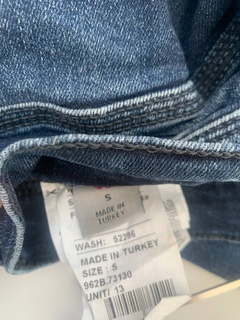 S
MADE IN
TURKEY
WASH: 52286
MADE IN TURKEY
SIZE : S
962B.73130
UNIT/ 13